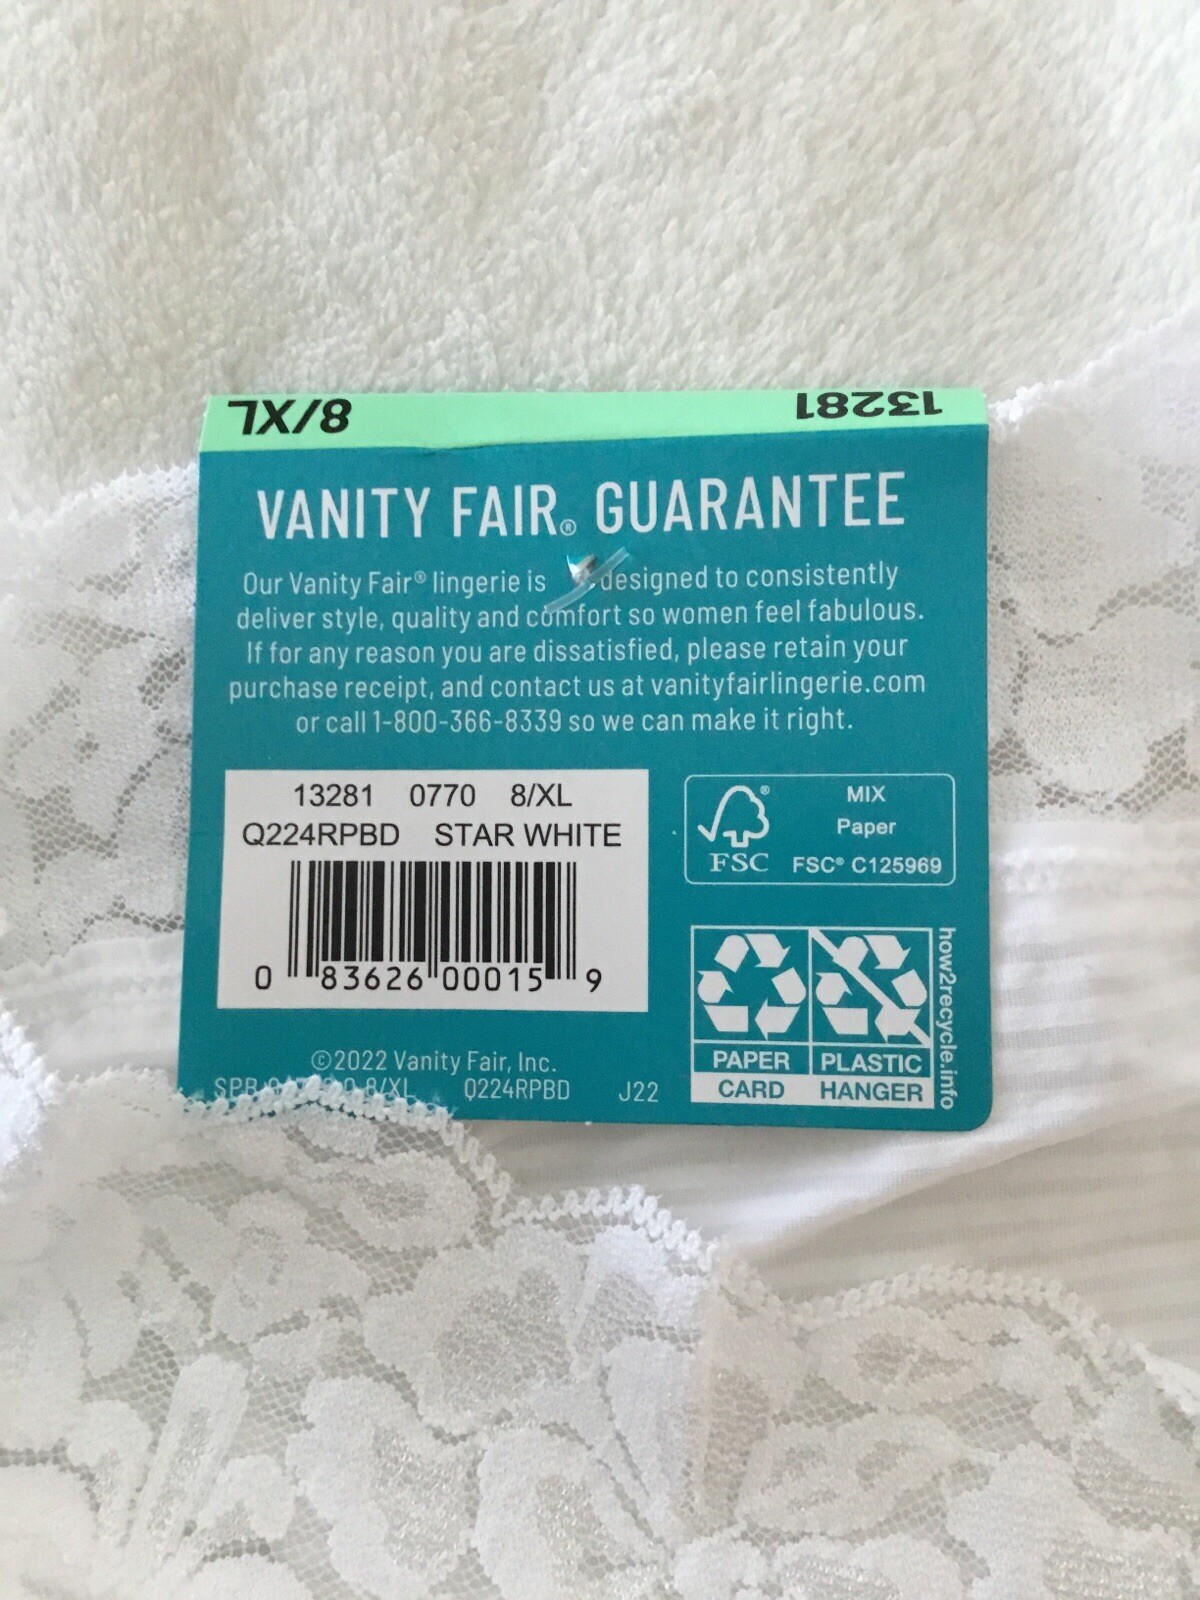 8/XL 13281
VANITY FAIR® GUARANTEE
Our Vanity Fair® lingerie is designed to consistently
deliver style, quality and comfort so women feel fabulous.
If for any reason you are dissatisfied, please retain your
purchase receipt, and contact us at vanityfairlingerie.com
or call 1-800-366-8339 so we can make it right.
13281 0770 8/XL
Q224RPBD STAR WHITE
0 83626 00015 9
MIX
Paper
FSC® C125969
®
FSC
how2recycle.info
PAPER PLASTIC
CARD HANGER
©2022 Vanity Fair, Inc.
8/XL Q224RPBD J22